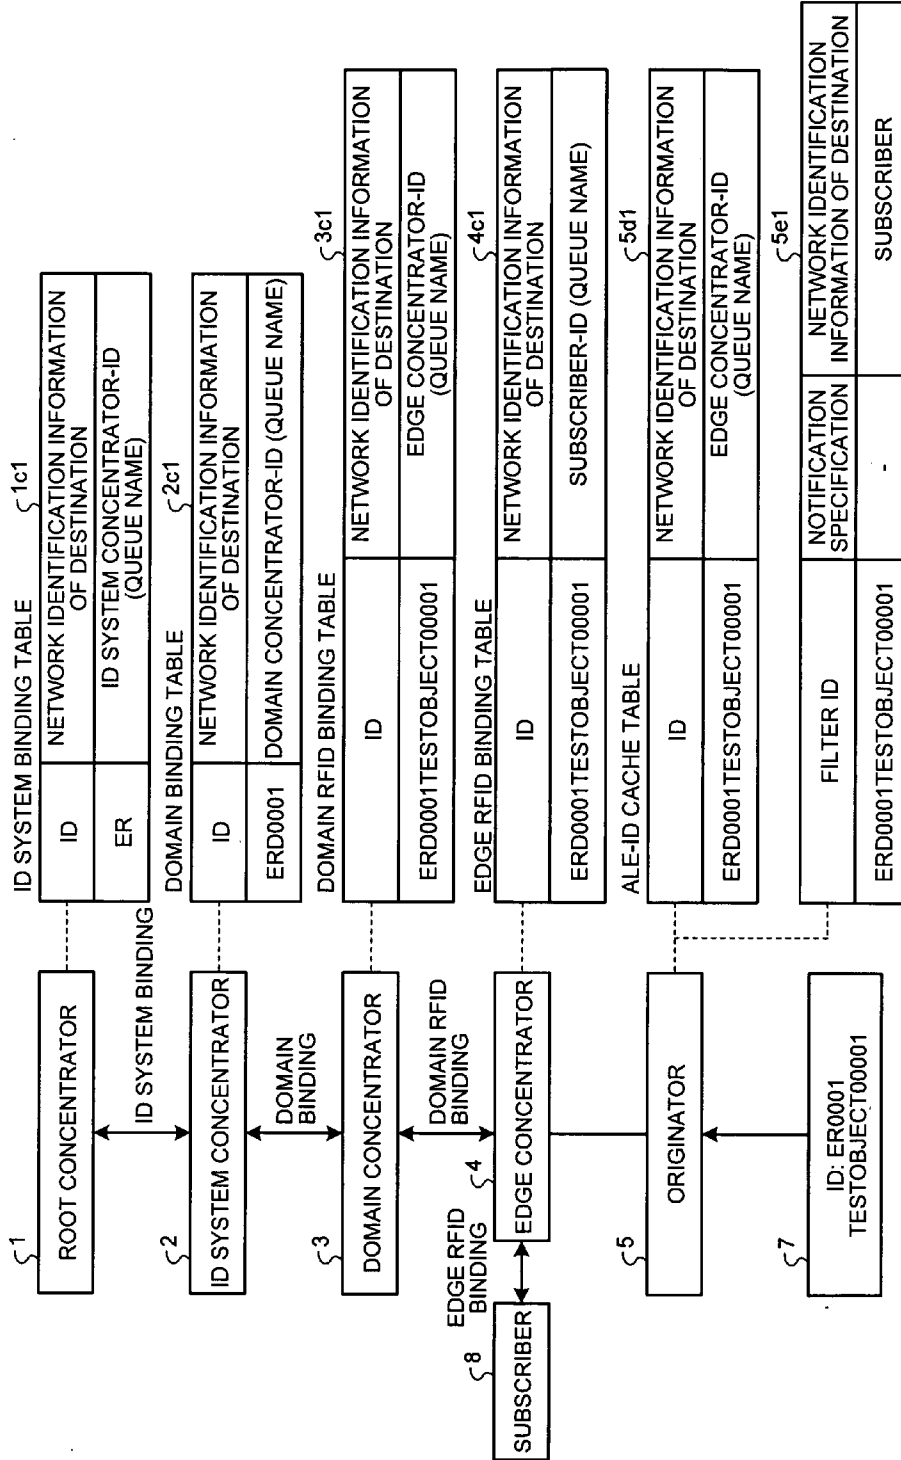 1
ROOT CONCENTRATOR
ID SYSTEM BINDING TABLE
1c1
ID
NETWORK IDENTIFICATION INFORMATION
OF DESTINATION
ER
ID SYSTEM CONCENTRATOR-ID
(QUEUE NAME)
ID SYSTEM BINDING
2
ID SYSTEM CONCENTRATOR
DOMAIN BINDING TABLE
2c1
ID
NETWORK IDENTIFICATION INFORMATION
OF DESTINATION
ERD0001
DOMAIN CONCENTRATOR-ID (QUEUE NAME)
DOMAIN
BINDING
3
DOMAIN CONCENTRATOR
DOMAIN RFID BINDING TABLE
3c1
ID
NETWORK IDENTIFICATION INFORMATION
OF DESTINATION
ERD0001TESTOBJECT00001
EDGE CONCENTRATOR-ID
(QUEUE NAME)
DOMAIN RFID
BINDING
EDGE RFID
BINDING
8
SUBSCRIBER
4
EDGE CONCENTRATOR
EDGE RFID BINDING TABLE
4c1
ID
NETWORK IDENTIFICATION INFORMATION
OF DESTINATION
ERD0001TESTOBJECT00001
SUBSCRIBER-ID (QUEUE NAME)
5
ORIGINATOR
ALE-ID CACHE TABLE
5d1
ID
NETWORK IDENTIFICATION INFORMATION
OF DESTINATION
ERD0001TESTOBJECT00001
EDGE CONCENTRATOR-ID
(QUEUE NAME)
5e1
FILTER ID
NOTIFICATION
SPECIFICATION
NETWORK IDENTIFICATION
INFORMATION OF DESTINATION
ERD0001TESTOBJECT00001
-
SUBSCRIBER
7
ID: ER0001
TESTOBJECT00001